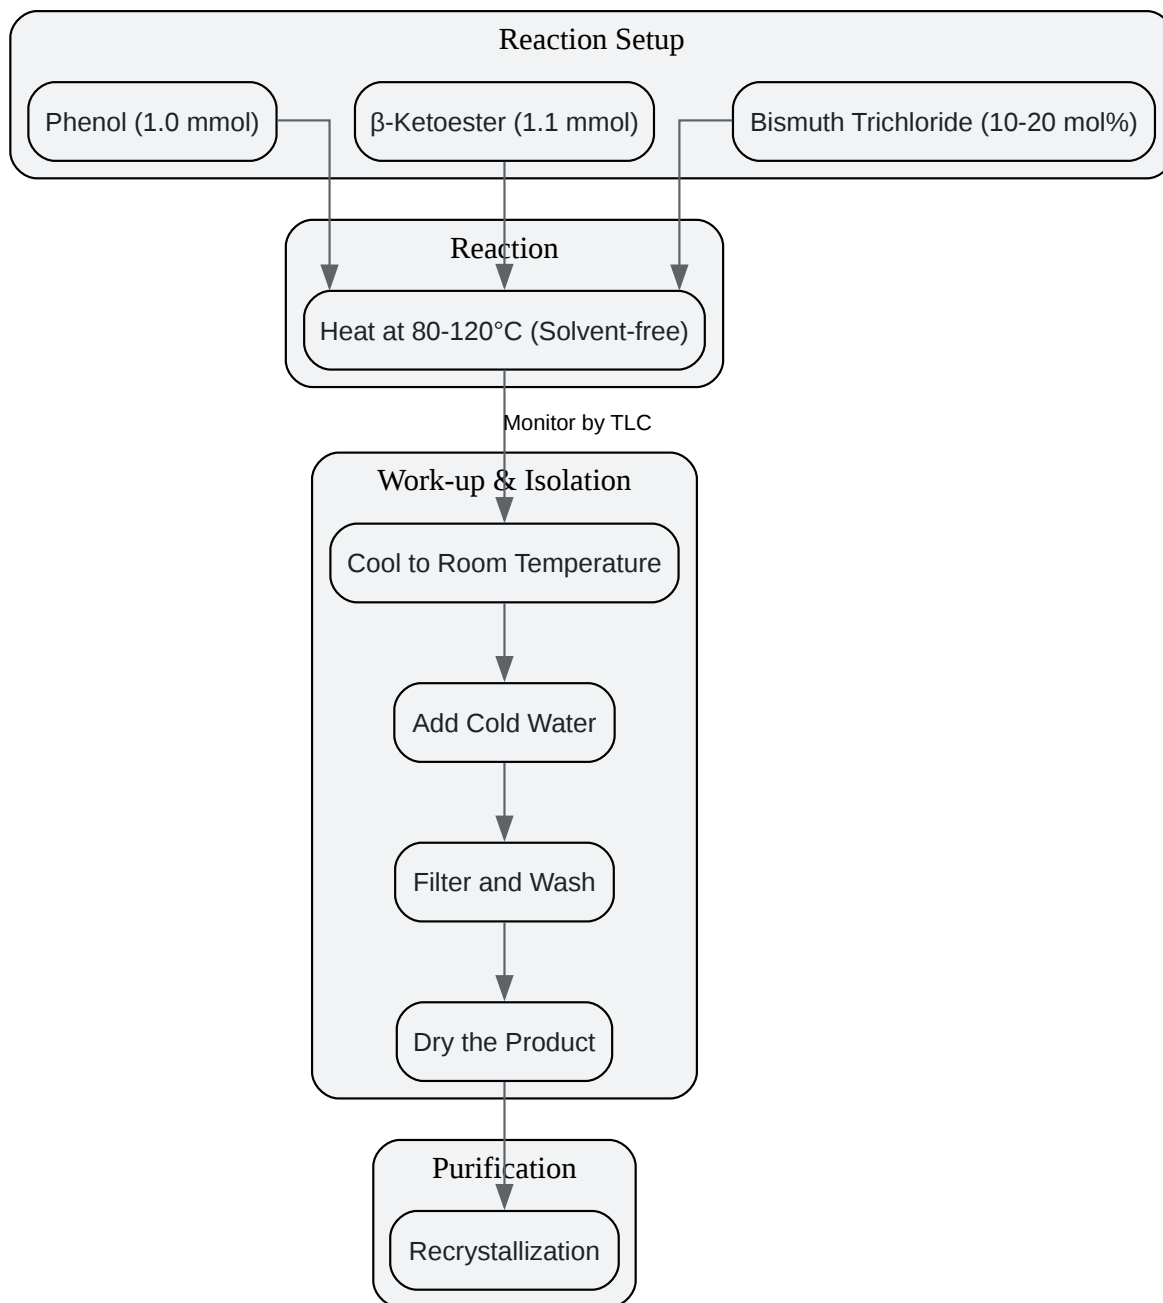 Reaction Setup
Phenol (1.0 mmol)
β-Ketoester (1.1 mmol)
Bismuth Trichloride (10-20 mol%)
Reaction
Heat at 80-120°C (Solvent-free)
Monitor by TLC
Work-up & Isolation
Cool to Room Temperature
Add Cold Water
Filter and Wash
Dry the Product
Purification
Recrystallization